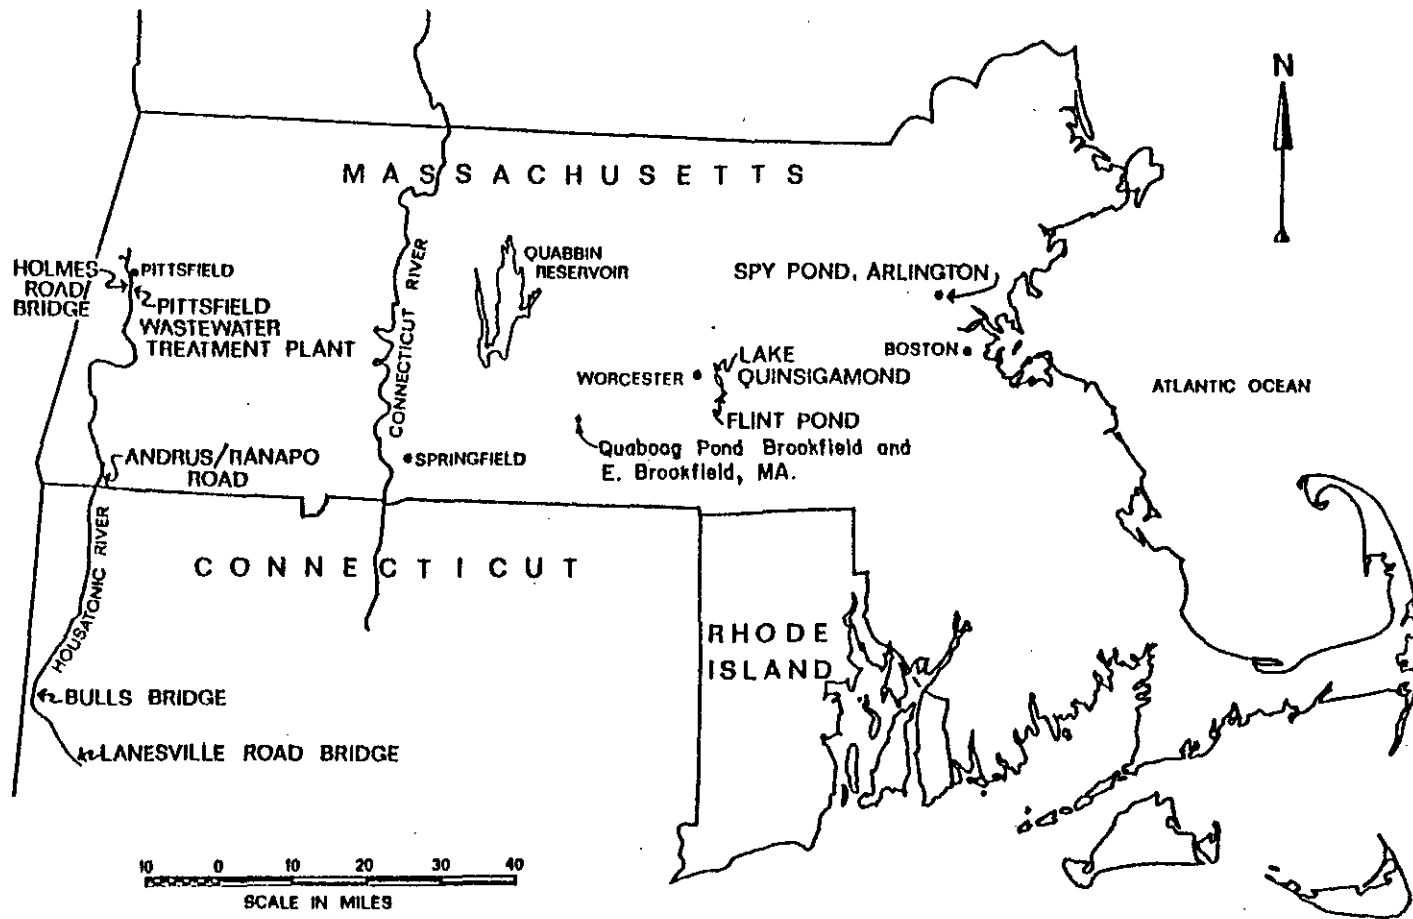 N
MASSACHUSETTS
HOLMES
ROAD/
BRIDGE
PITTSFIELD
PITTSFIELD
WASTEWATER
TREATMENT PLANT
CONNECTICUT RIVER
QUABBIN
RESERVOIR
SPY POND, ARLINGTON
BOSTON
LAKE
QUINSIGAMOND
WORCESTER
FLINT POND
ATLANTIC OCEAN
Quaboag Pond Brookfield and
E. Brookfield, MA.
ANDRUS/RANAPO
ROAD
SPRINGFIELD
HOUSATONIC RIVER
CONNECTICUT
RHODE
ISLAND
BULLS BRIDGE
LANESVILLE ROAD BRIDGE
10 0 10 20 30 40
SCALE IN MILES